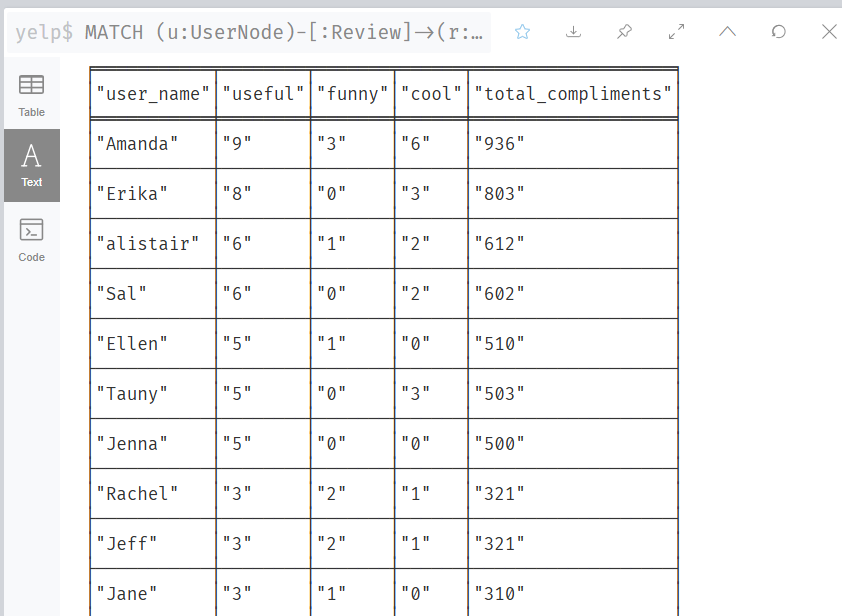 yelp$ MATCH (u:UserNode)-[:Review]→(r:…
Table
Text
Code
"user_name" "useful" "funny" "cool" "total_compliments"
"Amanda" "9" "3" "6" "936"
"Erika" "8" "0" "3" "803"
"alistair" "6" "1" "2" "612"
"Sal" "6" "0" "2" "602"
"Ellen" "5" "1" "0" "510"
"Tauny" "5" "0" "3" "503"
"Jenna" "5" "0" "0" "500"
"Rachel" "3" "2" "1" "321"
"Jeff" "3" "2" "1" "321"
"Jane" "3" "1" "0" "310"